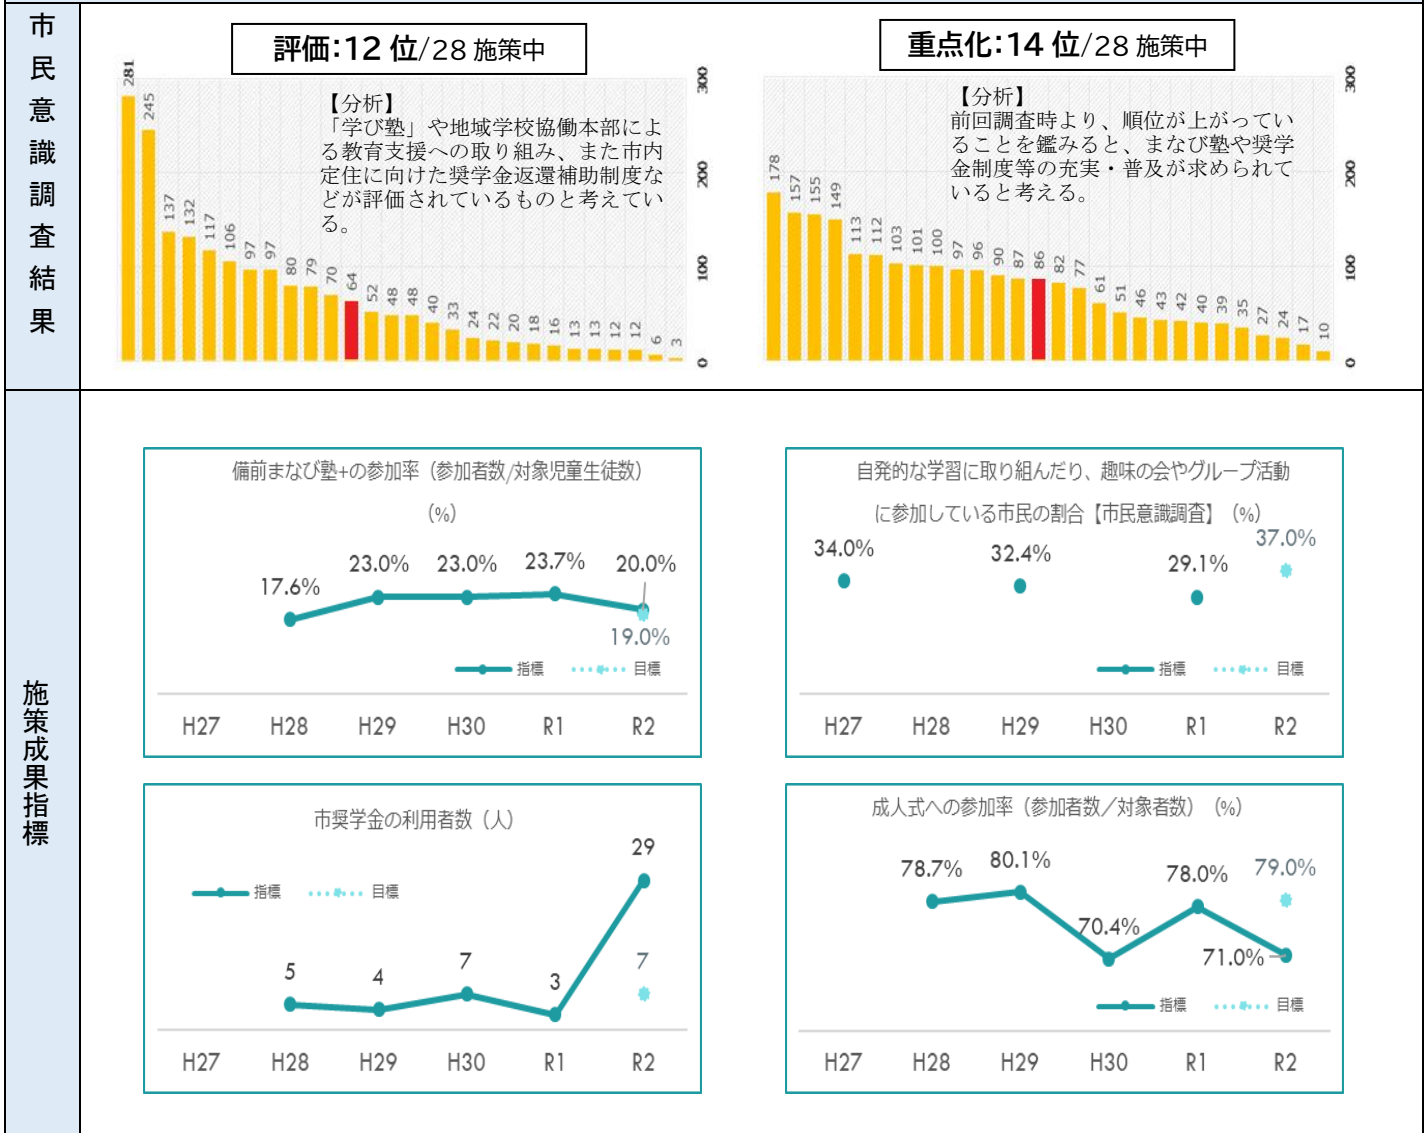 市民意識調査結果
評価：12 位/28 施策中
281
245
137
132
117
106
97
97
80
79
70
64
52
48
48
40
33
24
22
20
18
16
13
13
12
12
6
3
300
200
100
0
【分析】
「学び塾」や地域学校協働本部によ
る教育支援への取り組み、また市内
定住に向けた奨学金返還補助制度な
どが評価されているものと考えてい
る。
重点化：14 位/28 施策中
178
157
155
149
113
112
103
101
100
97
96
90
87
86
82
77
61
51
46
43
42
40
39
35
27
24
17
10
300
200
100
0
【分析】
前回調査時より、順位が上がってい
ることを鑑みると、まなび塾や奨学
金制度等の充実・普及が求められて
いると考える。
施策成果指標
備前まなび塾+の参加率（参加者数/対象児童生徒数）
（%）
17.6%
23.0%
23.0%
23.7%
20.0%
19.0%
指標
目標
H27 H28 H29 H30 R1 R2
自発的な学習に取り組んだり、趣味の会やグループ活動
に参加している市民の割合【市民意識調査】（%）
34.0%
32.4%
29.1%
37.0%
指標
目標
H27 H28 H29 H30 R1 R2
市奨学金の利用者数（人）
指標
目標
5
4
7
3
29
7
H27 H28 H29 H30 R1 R2
成人式への参加率（参加者数／対象者数）（%）
78.7%
80.1%
70.4%
78.0%
79.0%
71.0%
指標
目標
H27 H28 H29 H30 R1 R2